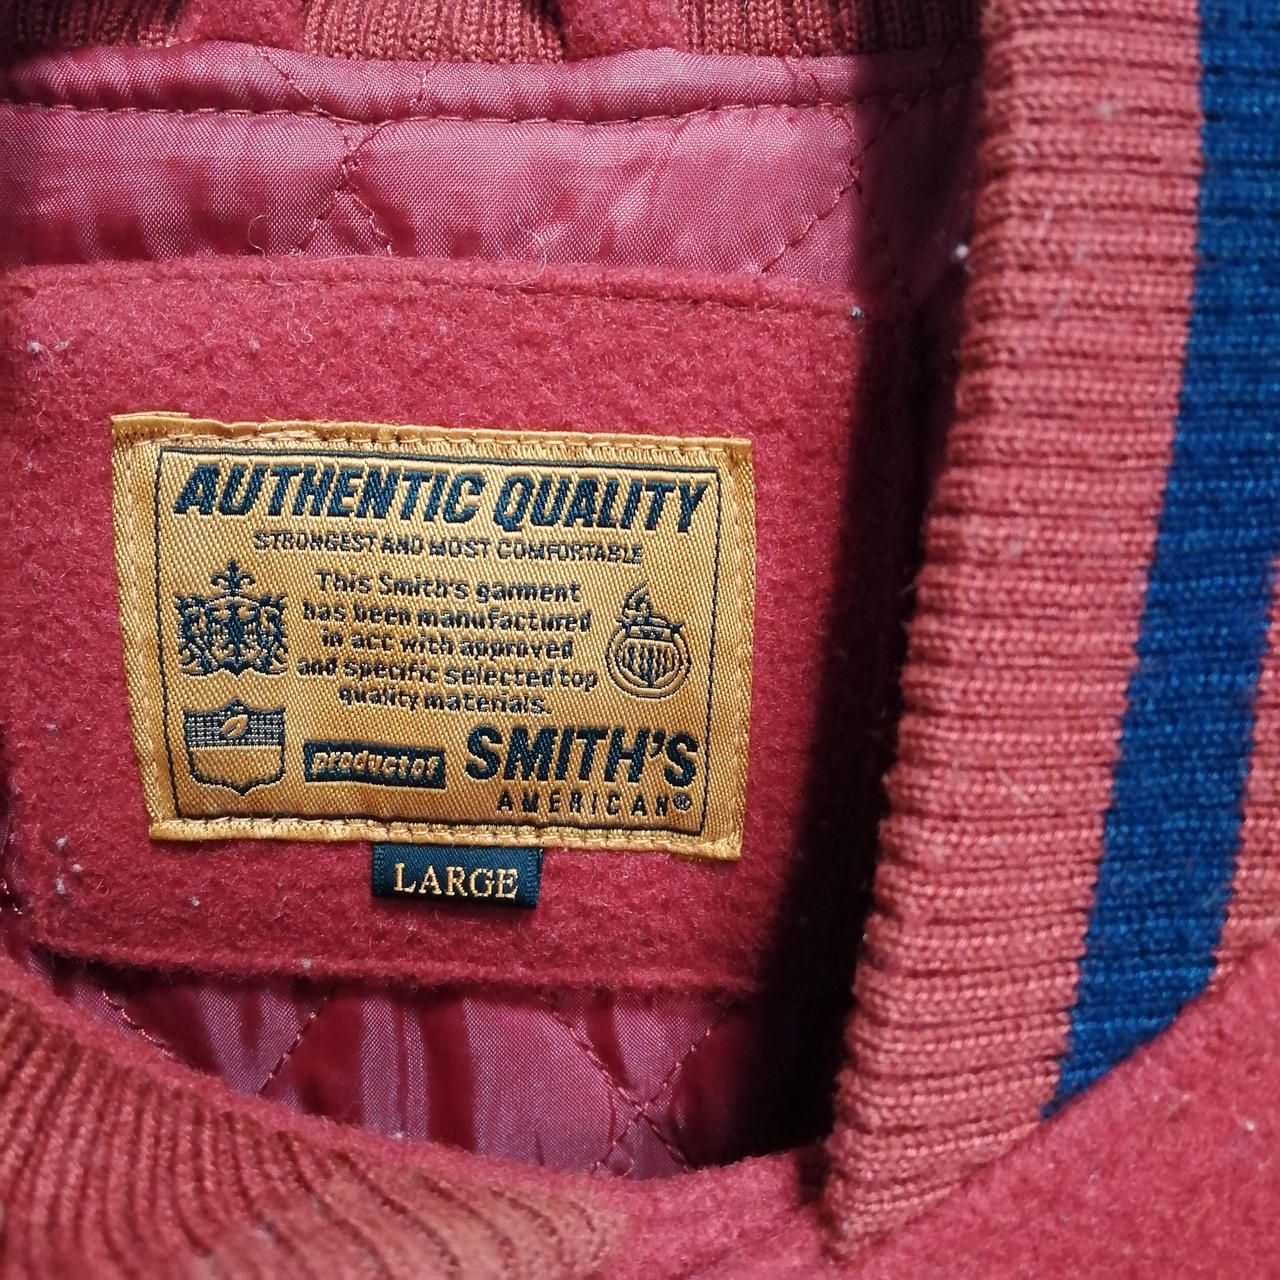 AUTHENTIC QUALITY
STRONGEST AND MOST COMFORTABLE
This Smith's garment
has been manufactured
in acc with approved
and specific selected top
quality materials.
product of
SMITH'S
AMERICAN®
LARGE